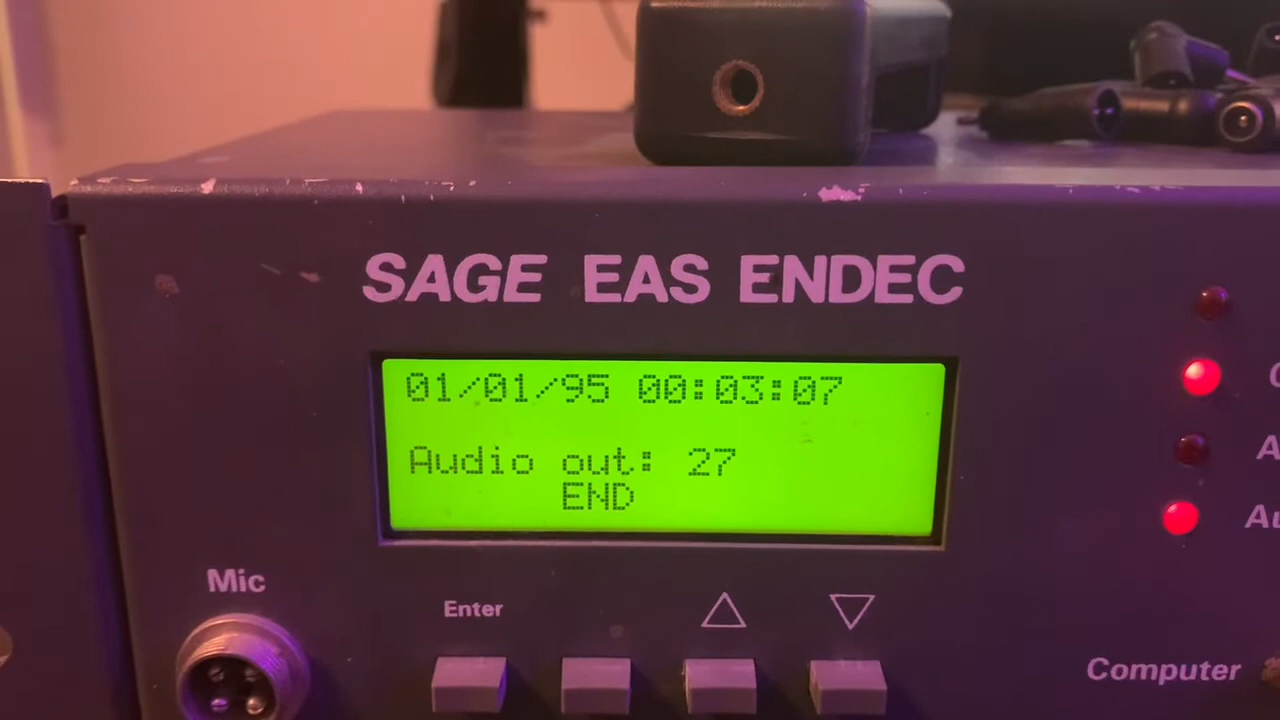 SAGE EAS ENDEC
01/01/95 00:03:07
Audio out: 27
END
Mic
Enter
Computer